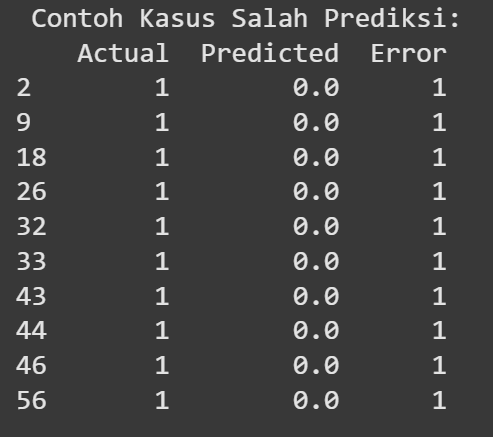 Contoh Kasus Salah Prediksi:
Actual Predicted Error
2 1 0.0 1
9 1 0.0 1
18 1 0.0 1
26 1 0.0 1
32 1 0.0 1
33 1 0.0 1
43 1 0.0 1
44 1 0.0 1
46 1 0.0 1
56 1 0.0 1